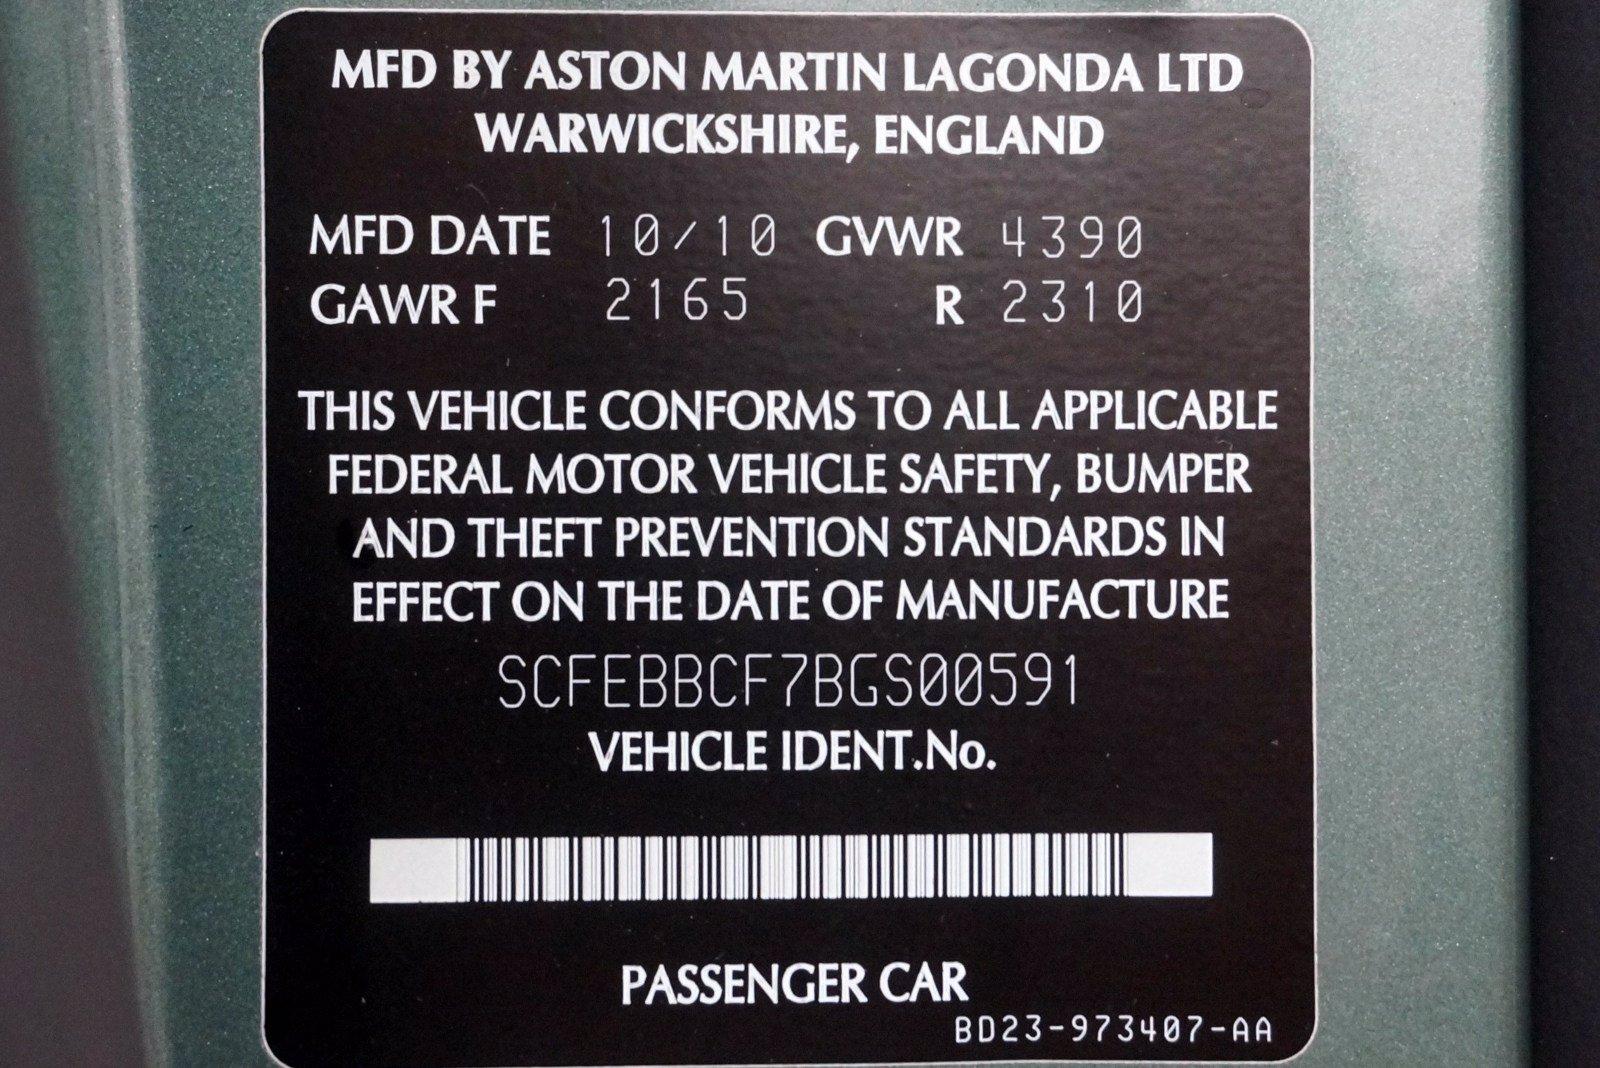 MFD BY ASTON MARTIN LAGONDA LTD
WARWICKSHIRE, ENGLAND
MFD DATE 10/10 GVWR 4390
GAWR F 2165 R 2310
THIS VEHICLE CONFORMS TO ALL APPLICABLE
FEDERAL MOTOR VEHICLE SAFETY, BUMPER
AND THEFT PREVENTION STANDARDS IN
EFFECT ON THE DATE OF MANUFACTURE
SCFEBBCF7BGS00591
VEHICLE IDENT.No.
PASSENGER CAR
BD23-973407-AA